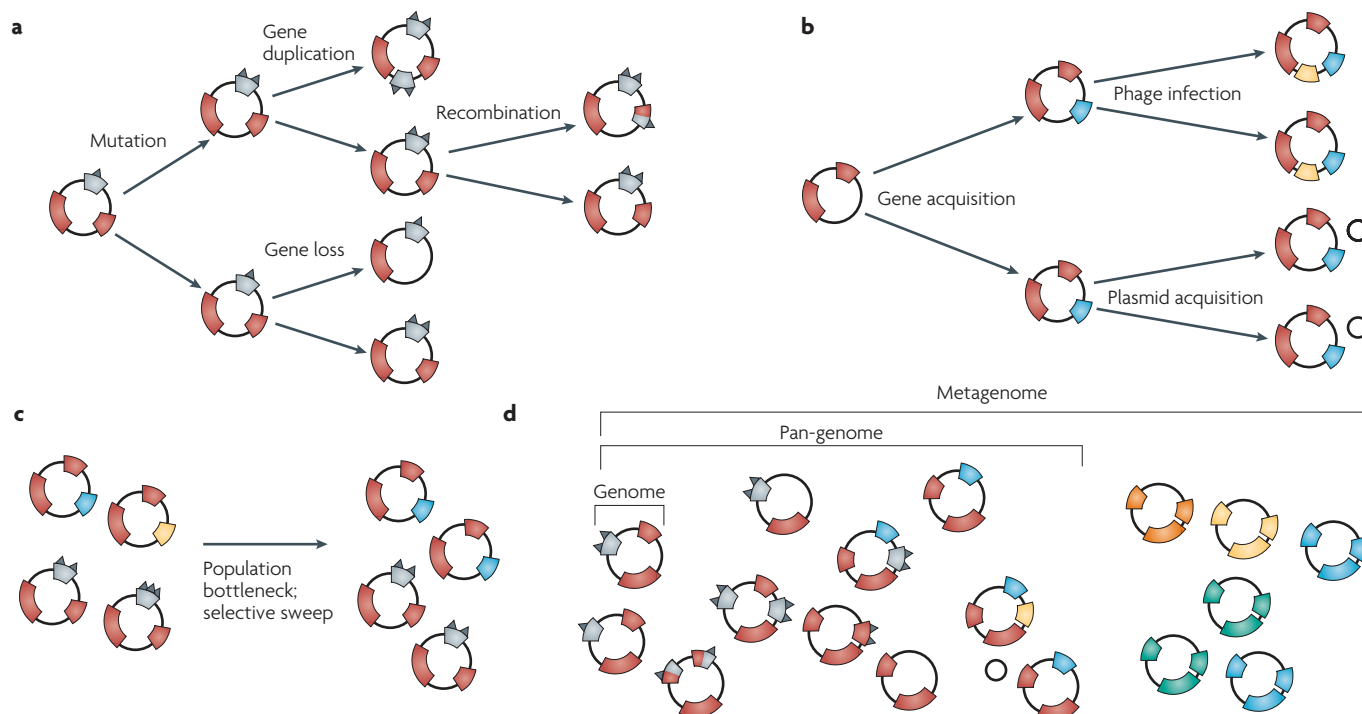 a
Gene
duplication
Mutation
Recombination
Gene loss
b
Phage infection
Gene acquisition
Plasmid acquisition
c
Population
bottleneck;
selective sweep
d
Metagenome
Pan-genome
Genome